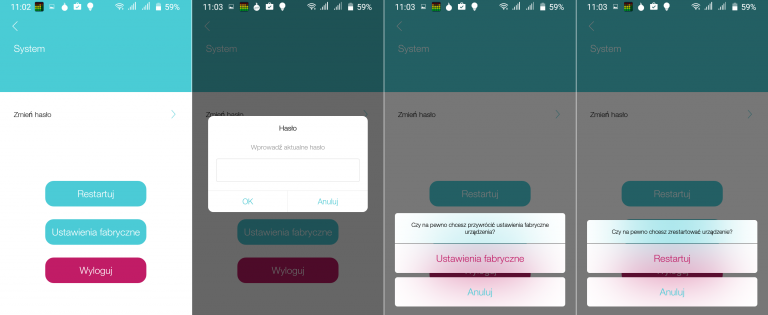 11:02
59%
System
Zmień hasło
Restartuj
Ustawienia fabryczne
Wyloguj
11:03
59%
System
Zmień hasło
Hasło
Wprowadź aktualne hasło
OK
Anuluj
Ustawienia fabryczne
Wyloguj
11:03
59%
System
Zmień hasło
Restartuj
Czy na pewno chcesz przywrócić ustawienia fabryczne
urządzenia?
Ustawienia fabryczne
Wyloguj
Anuluj
11:03
59%
System
Zmień hasło
Restartuj
Czy na pewno chcesz zrestartować urządzenie?
Restartuj
Wyloguj
Anuluj